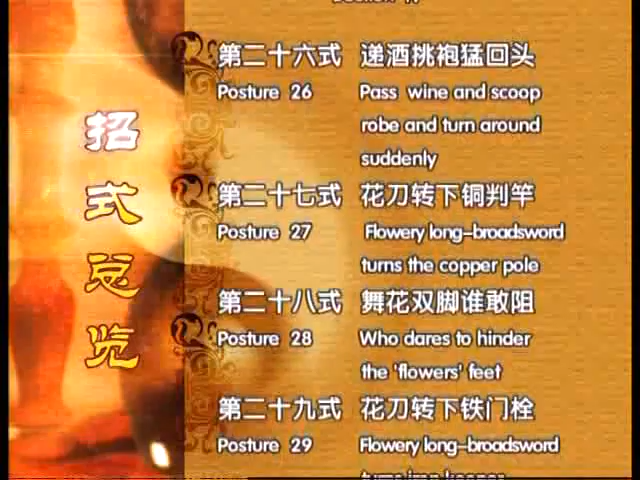 招式总览
第二十六式 递酒挑袍猛回头
Posture 26 Pass wine and scoop
robe and turn around
suddenly
第二十七式 花刀转下铜判竿
Posture 27 Flowery long-broadsword
turns the copper pole
第二十八式 舞花双脚谁敢阻
Posture 28 Who dares to hinder
the 'flowers' feet
第二十九式 花刀转下铁门栓
Posture 29 Flowery long-broadsword